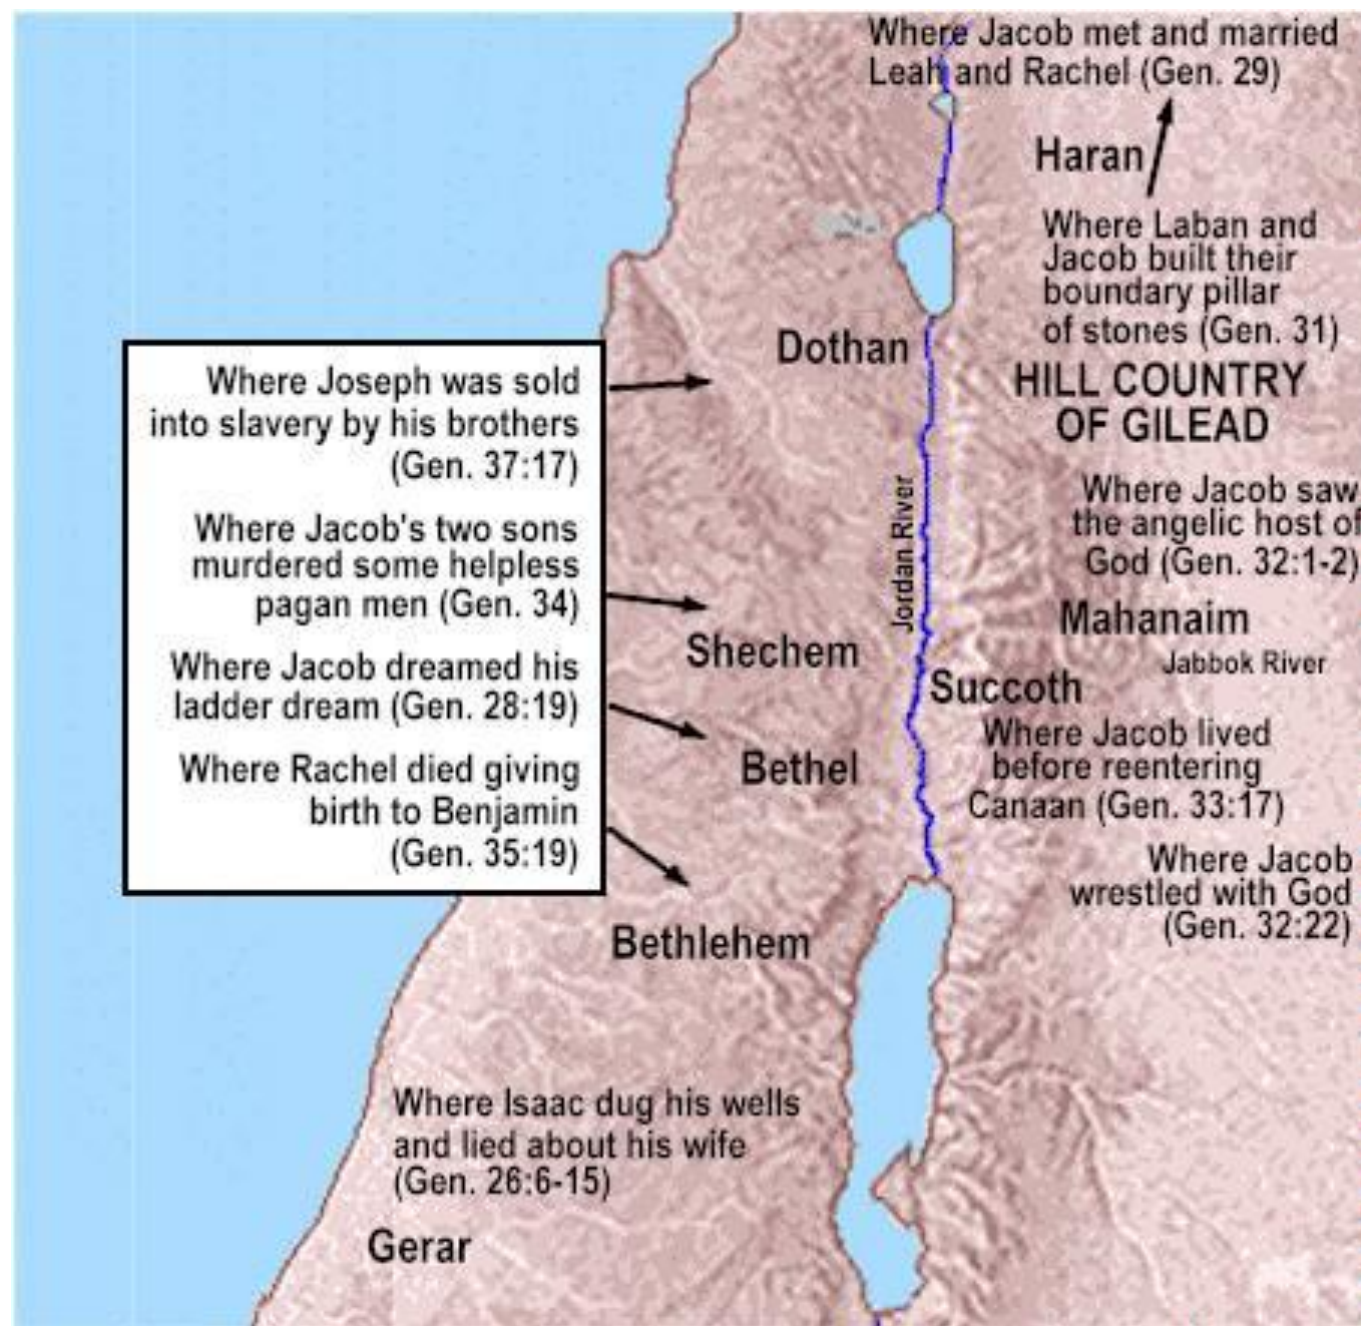 Where Jacob met and married
Leah and Rachel (Gen. 29)
Haran
Where Laban and
Jacob built their
boundary pillar
of stones (Gen. 31)
HILL COUNTRY
OF GILEAD
Dothan
Where Joseph was sold
into slavery by his brothers
(Gen. 37:17)
Where Jacob's two sons
murdered some helpless
pagan men (Gen. 34)
Where Jacob dreamed his
ladder dream (Gen. 28:19)
Where Rachel died giving
birth to Benjamin
(Gen. 35:19)
Jordan River
Where Jacob saw
the angelic host of
God (Gen. 32:1-2)
Mahanaim
Jabbok River
Shechem
Succoth
Where Jacob lived
before reentering
Canaan (Gen. 33:17)
Bethel
Where Jacob
wrestled with God
(Gen. 32:22)
Bethlehem
Where Isaac dug his wells
and lied about his wife
(Gen. 26:6-15)
Gerar